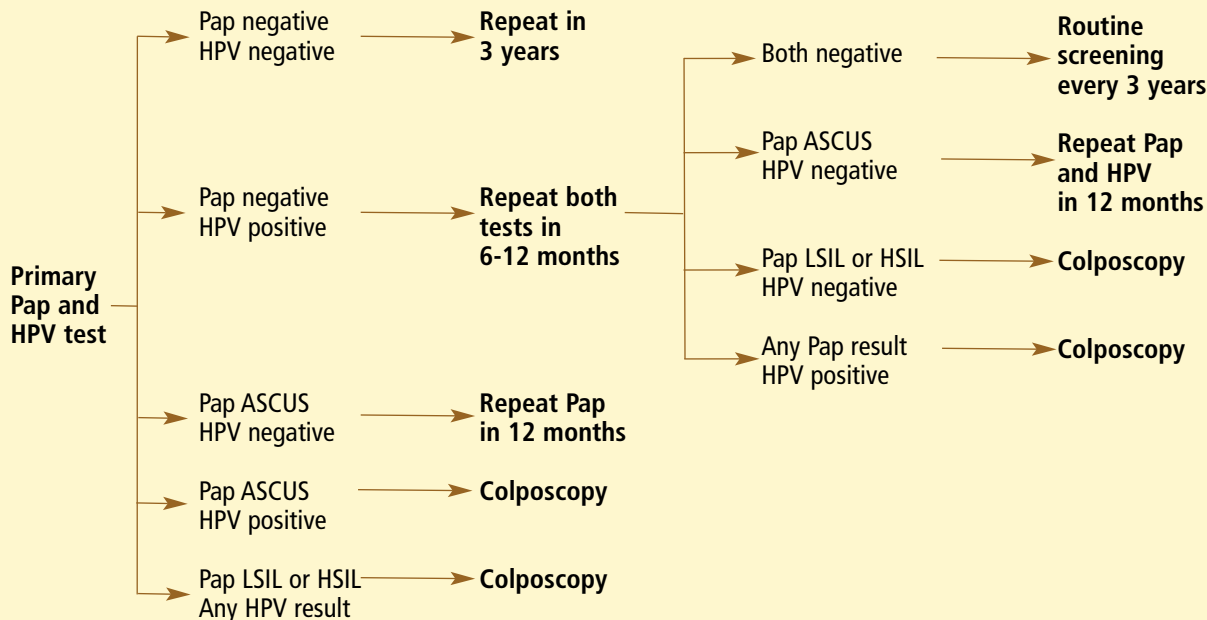 Primary
Pap and
HPV test
Pap negative
HPV negative
Repeat in
3 years
Pap negative
HPV positive
Repeat both
tests in
6-12 months
Both negative
Routine
screening
every 3 years
Pap ASCUS
HPV negative
Repeat Pap
and HPV
in 12 months
Pap LSIL or HSIL
HPV negative
Colposcopy
Any Pap result
HPV positive
Colposcopy
Pap ASCUS
HPV negative
Repeat Pap
in 12 months
Pap ASCUS
HPV positive
Colposcopy
Pap LSIL or HSIL
Any HPV result
Colposcopy